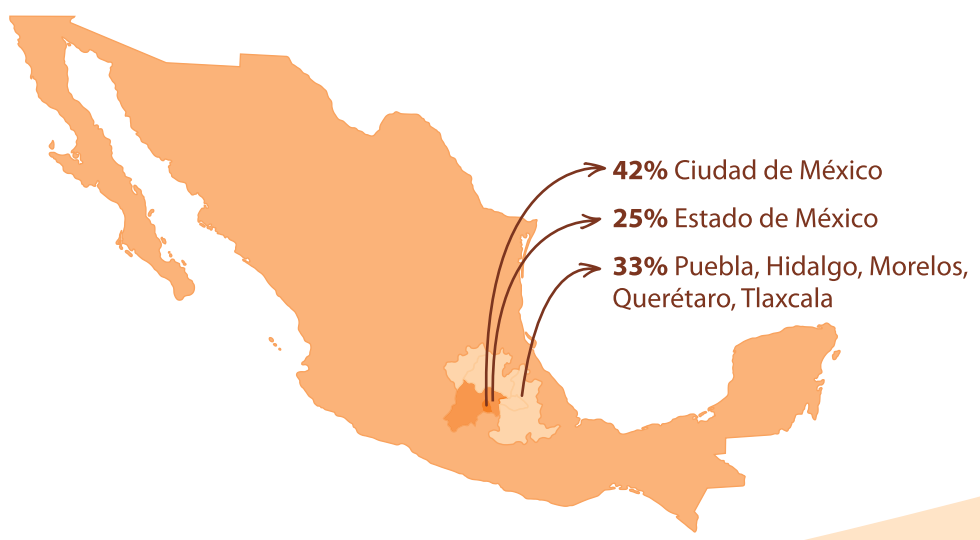 42% Ciudad de México
25% Estado de México
33% Puebla, Hidalgo, Morelos,
Querétaro, Tlaxcala